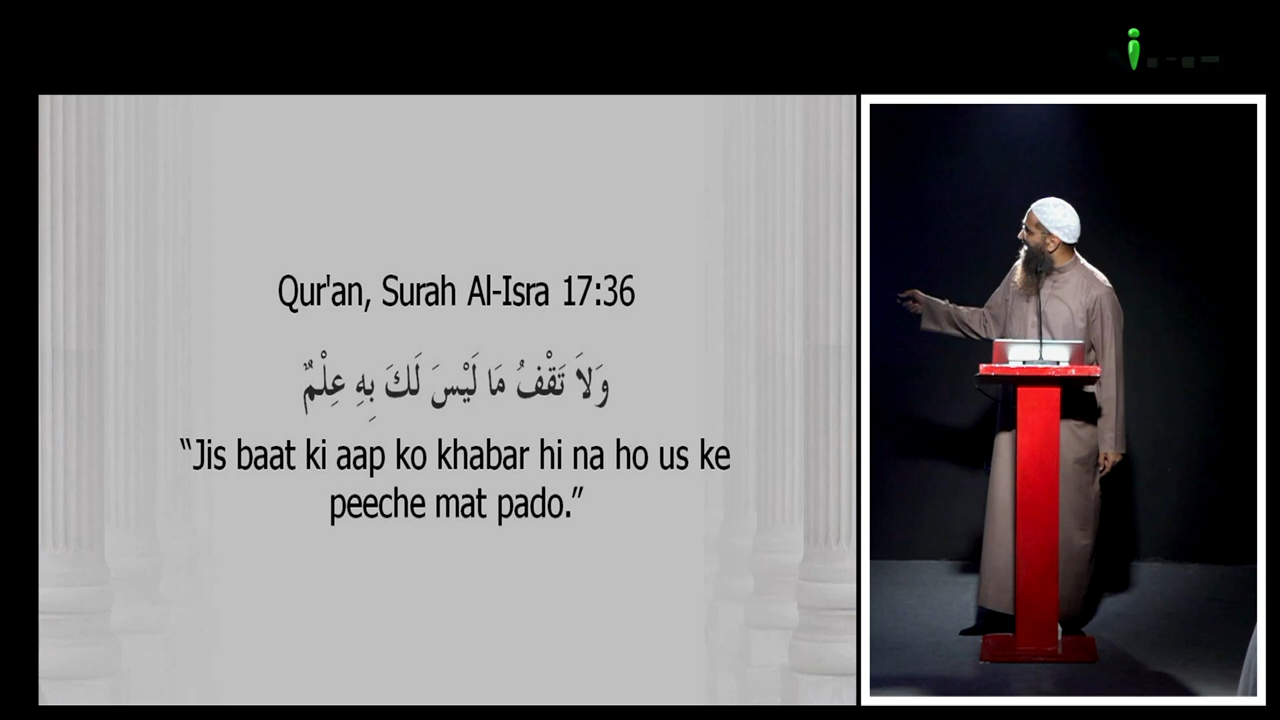 Qur'an, Surah Al-Isra 17:36
وَلاَ تَقْفُ مَا لَيْسَ لَكَ بِهِ عِلْمٌ
“Jis baat ki aap ko khabar hi na ho us ke
peeche mat pado.”